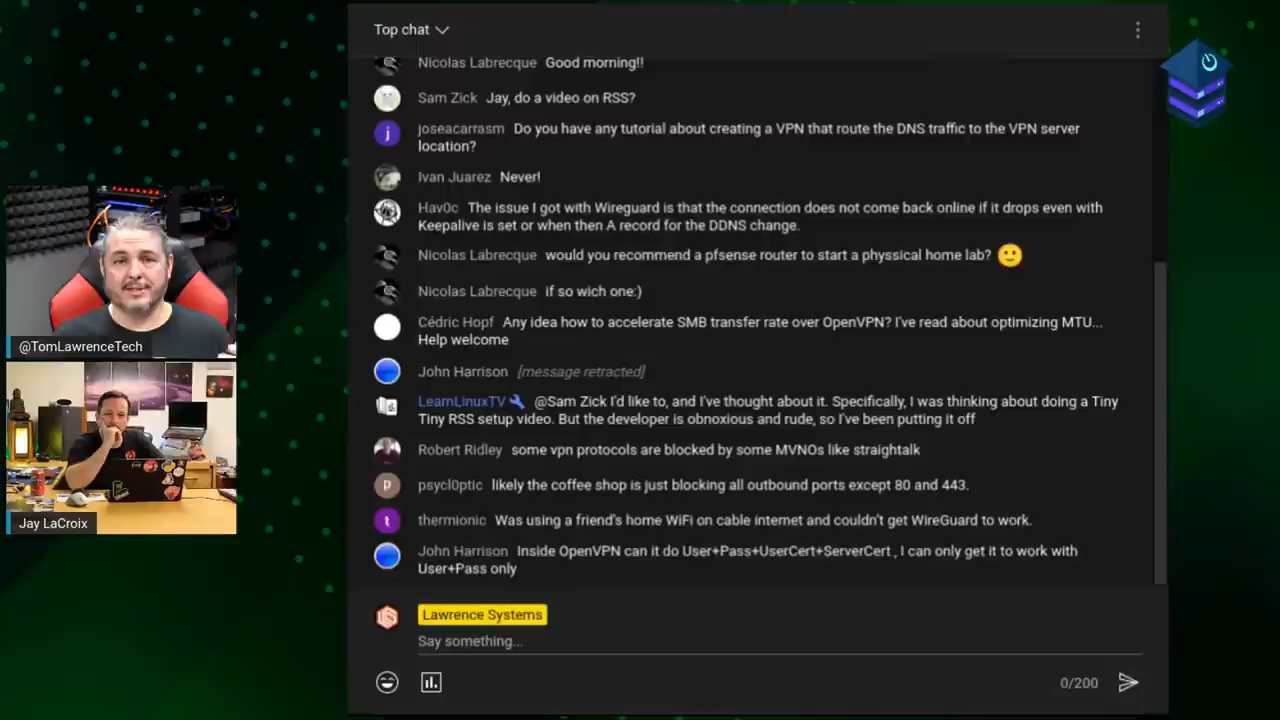 Top chat
Nicolas Labrecque Good morning!!
Sam Zick Jay, do a video on RSS?
joseacarrasm Do you have any tutorial about creating a VPN that route the DNS traffic to the VPN server
location?
Ivan Juarez Never!
Hav0c The issue I got with Wireguard is that the connection does not come back online if it drops even with
Keepalive is set or when then A record for the DDNS change.
Nicolas Labrecque would you recommend a pfsense router to start a physsical home lab? 🙂
Nicolas Labrecque if so wich one:)
Cédric Hopf Any idea how to accelerate SMB transfer rate over OpenVPN? I've read about optimizing MTU...
Help welcome
John Harrison [message retracted]
LearnLinuxTV @Sam Zick I'd like to, and I've thought about it. Specifically, I was thinking about doing a Tiny
Tiny RSS setup video. But the developer is obnoxious and rude, so I've been putting it off
Robert Ridley some vpn protocols are blocked by some MVNOs like straightalk
psycl0ptic likely the coffee shop is just blocking all outbound ports except 80 and 443.
thermionic Was using a friend's home WiFi on cable internet and couldn't get WireGuard to work.
John Harrison Inside OpenVPN can it do User+Pass+UserCert+ServerCert , I can only get it to work with
User+Pass only
Lawrence Systems
Say something...
0/200
@TomLawrenceTech
Jay LaCroix